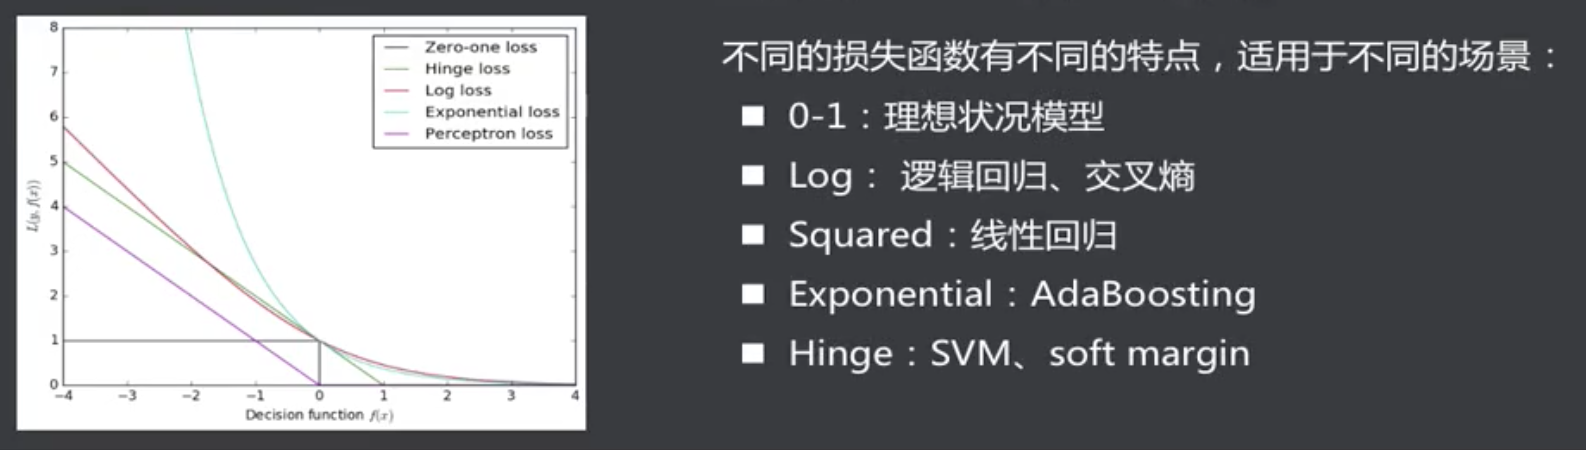 8
7
6
5
4
3
2
1
0
L(y, f(x))
−4 −3 −2 −1 0 1 2 3 4
Decision function f(x)
Zero-one loss
Hinge loss
Log loss
Exponential loss
Perceptron loss
不同的损失函数有不同的特点，适用于不同的场景：
■ 0-1：理想状况模型
■ Log： 逻辑回归、交叉熵
■ Squared：线性回归
■ Exponential：AdaBoosting
■ Hinge：SVM、soft margin